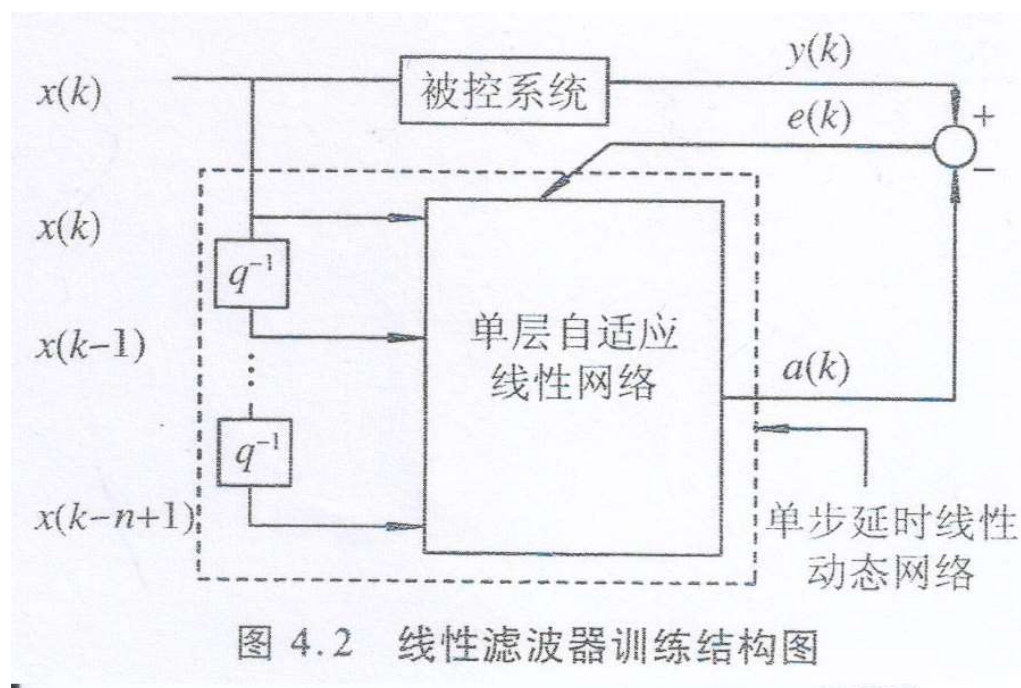 y(k)
x(k)
被控系统
+
e(k)
−
x(k)
q⁻¹
x(k−1)
单层自适应
线性网络
a(k)
q⁻¹
x(k−n+1)
单步延时线性
动态网络
图 4.2 线性滤波器训练结构图